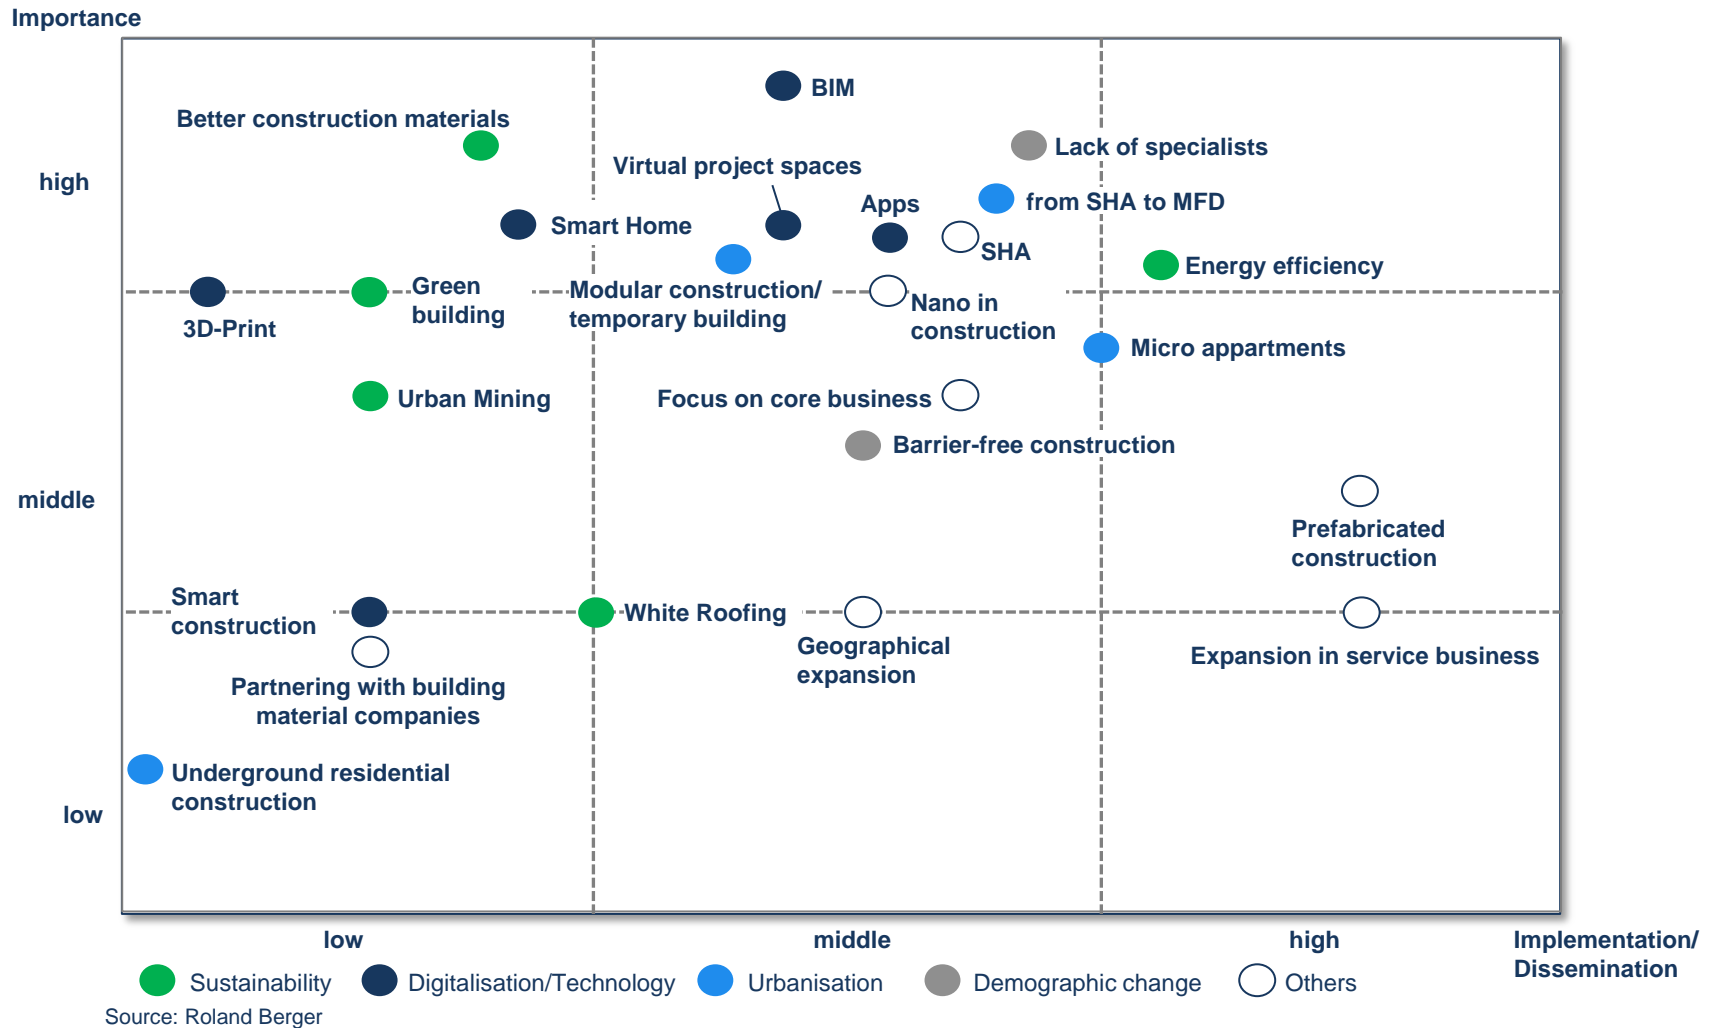 Importance
BIM
Better construction materials
Lack of specialists
Virtual project spaces
high
from SHA to MFD
Apps
Smart Home
SHA
Energy efficiency
Green
building
Modular construction/
temporary building
Nano in
construction
3D-Print
Micro appartments
Urban Mining
Focus on core business
Barrier-free construction
middle
Prefabricated
construction
Smart
construction
White Roofing
Geographical
expansion
Expansion in service business
Partnering with building
material companies
Underground residential
construction
low
low
middle
high
Implementation/
Dissemination
Sustainability
Digitalisation/Technology
Urbanisation
Demographic change
Others
Source: Roland Berger